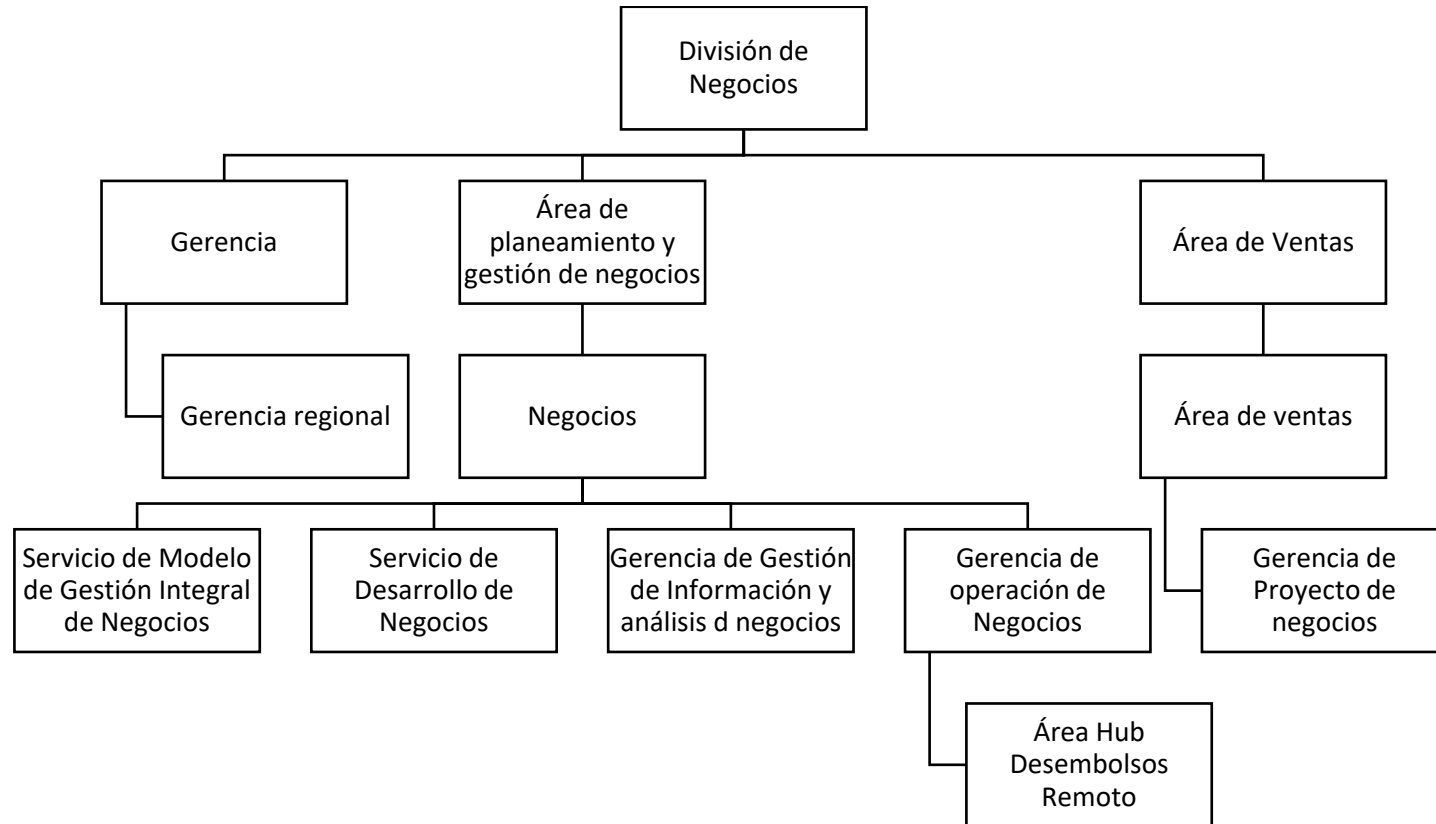 División de
Negocios
Gerencia
Área de
planeamiento y
gestión de negocios
Área de Ventas
Gerencia regional
Negocios
Área de ventas
Servicio de Modelo
de Gestión Integral
de Negocios
Servicio de
Desarrollo de
Negocios
Gerencia de Gestión
de Información y
análisis d negocios
Gerencia de
operación de
Negocios
Gerencia de
Proyecto de
negocios
Área Hub
Desembolsos
Remoto